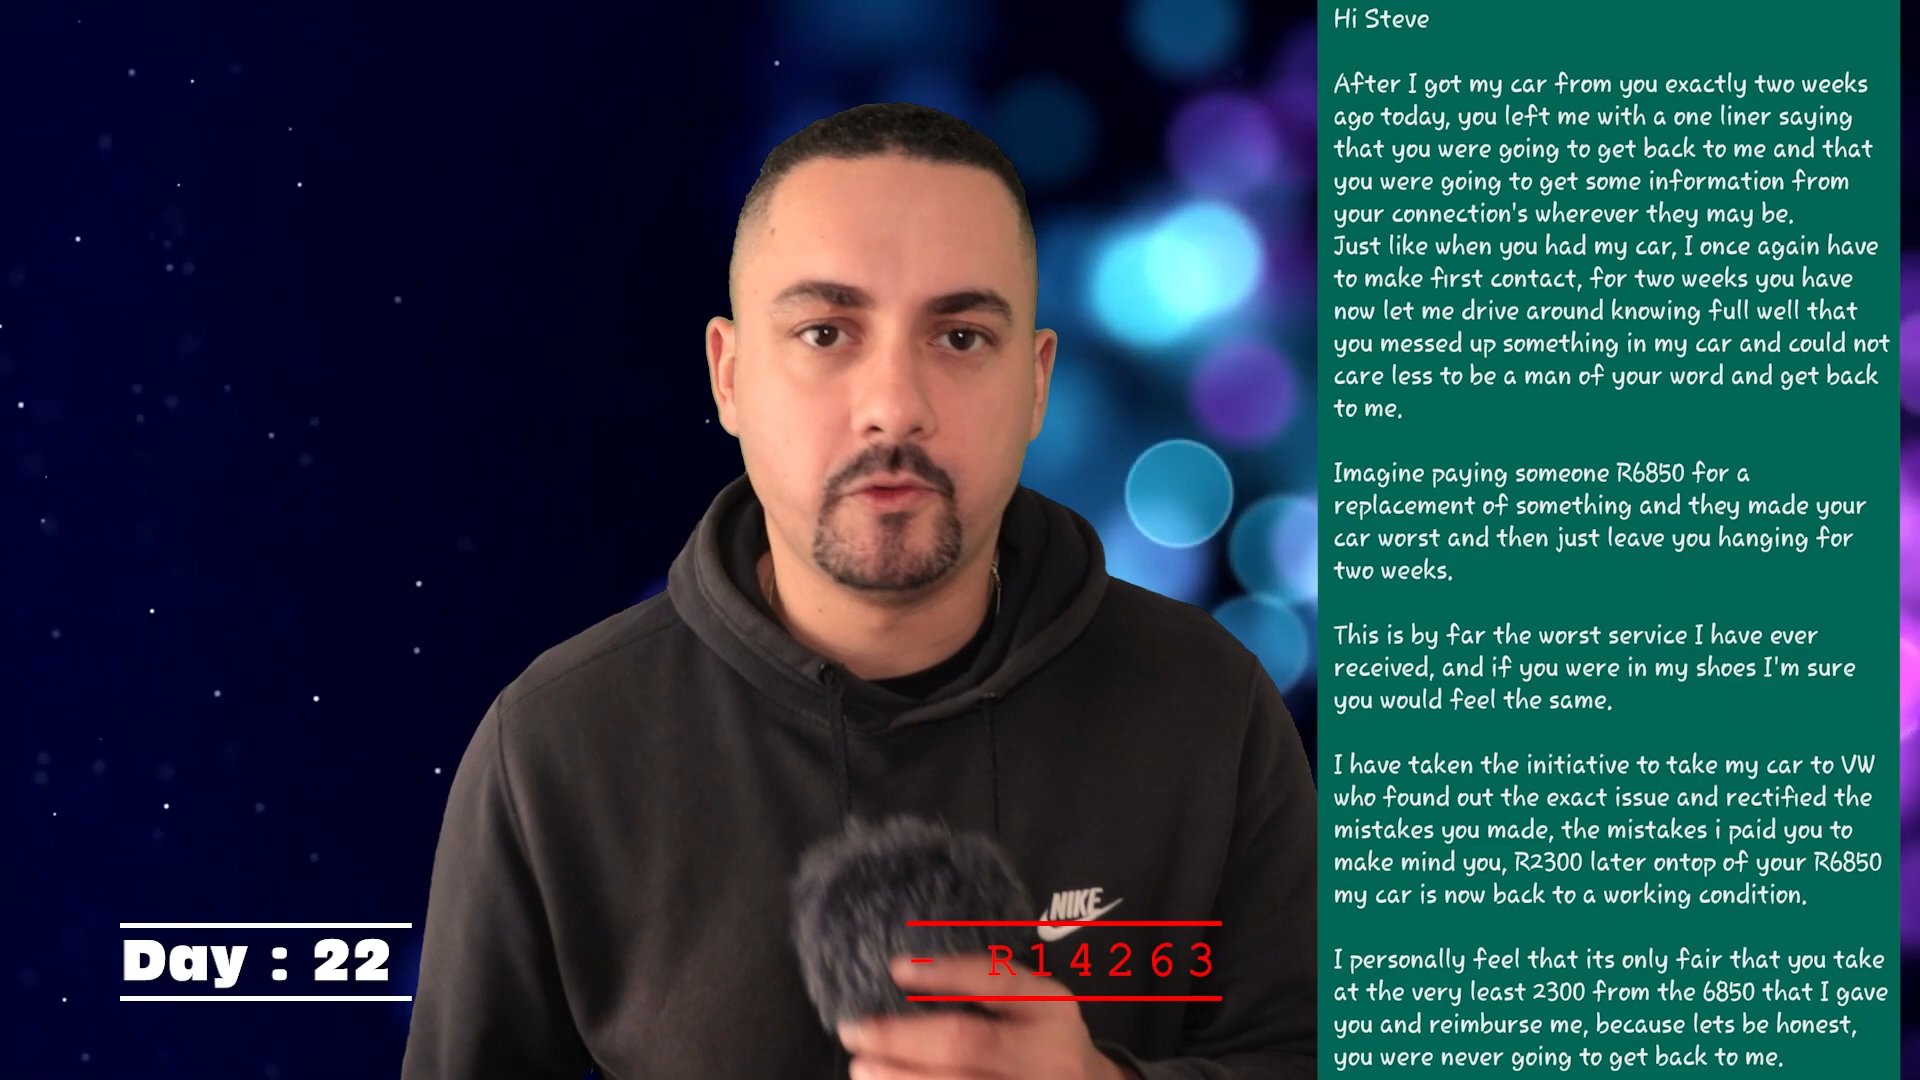 Hi Steve
After I got my car from you exactly two weeks
ago today, you left me with a one liner saying
that you were going to get back to me and that
you were going to get some information from
your connection's wherever they may be.
Just like when you had my car, I once again have
to make first contact, for two weeks you have
now let me drive around knowing full well that
you messed up something in my car and could not
care less to be a man of your word and get back
to me.
Imagine paying someone R6850 for a
replacement of something and they made your
car worst and then just leave you hanging for
two weeks.
This is by far the worst service I have ever
received, and if you were in my shoes I'm sure
you would feel the same.
I have taken the initiative to take my car to VW
who found out the exact issue and rectified the
mistakes you made, the mistakes i paid you to
make mind you, R2300 later ontop of your R6850
my car is now back to a working condition.
I personally feel that its only fair that you take
at the very least 2300 from the 6850 that I gave
you and reimburse me, because lets be honest,
you were never going to get back to me.
NIKE
Day : 22
- R14263